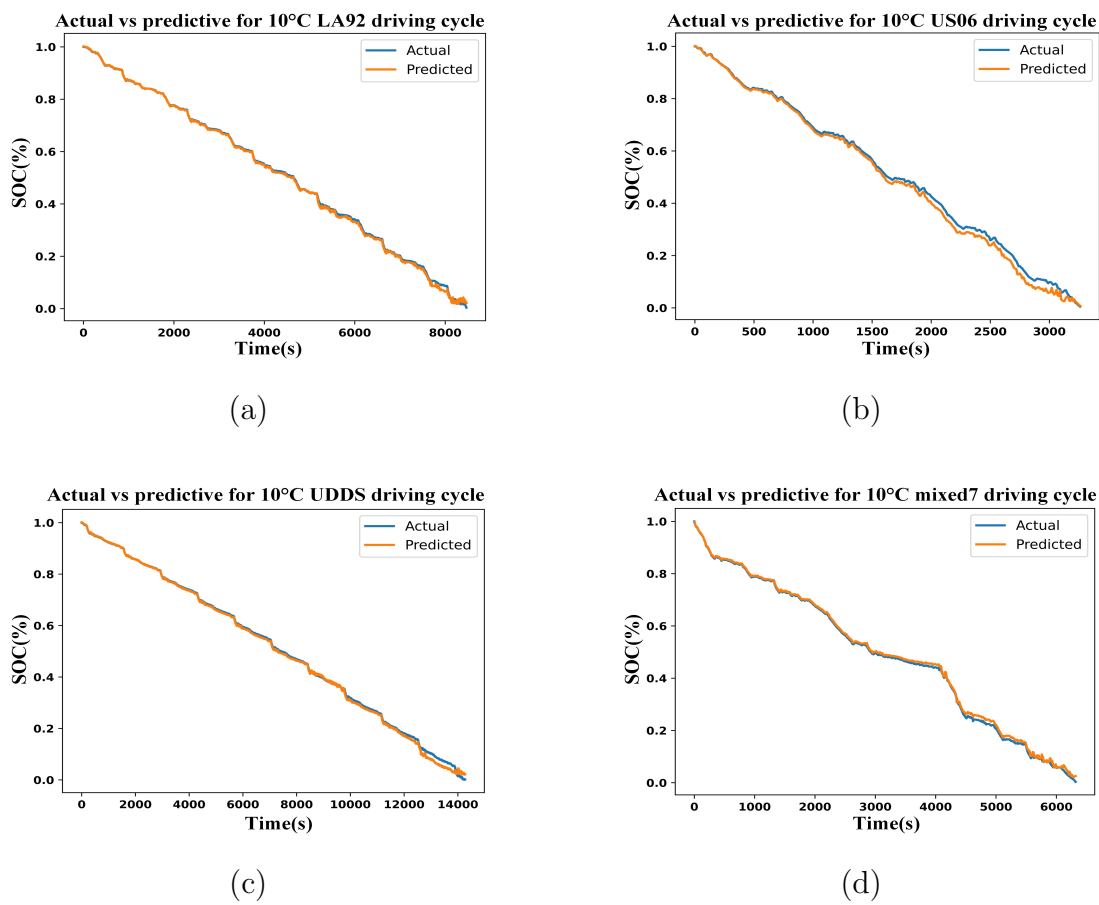 Actual vs predictive for 10°C LA92 driving cycle
Actual
Predicted
1.0
0.8
0.6
0.4
0.2
0.0
SOC(%)
0 2000 4000 6000 8000
Time(s)
(a)
Actual vs predictive for 10°C US06 driving cycle
Actual
Predicted
1.0
0.8
0.6
0.4
0.2
0.0
SOC(%)
0 500 1000 1500 2000 2500 3000
Time(s)
(b)
Actual vs predictive for 10°C UDDS driving cycle
Actual
Predicted
1.0
0.8
0.6
0.4
0.2
0.0
SOC(%)
0 2000 4000 6000 8000 10000 12000 14000
Time(s)
(c)
Actual vs predictive for 10°C mixed7 driving cycle
Actual
Predicted
1.0
0.8
0.6
0.4
0.2
0.0
SOC(%)
0 1000 2000 3000 4000 5000 6000
Time(s)
(d)